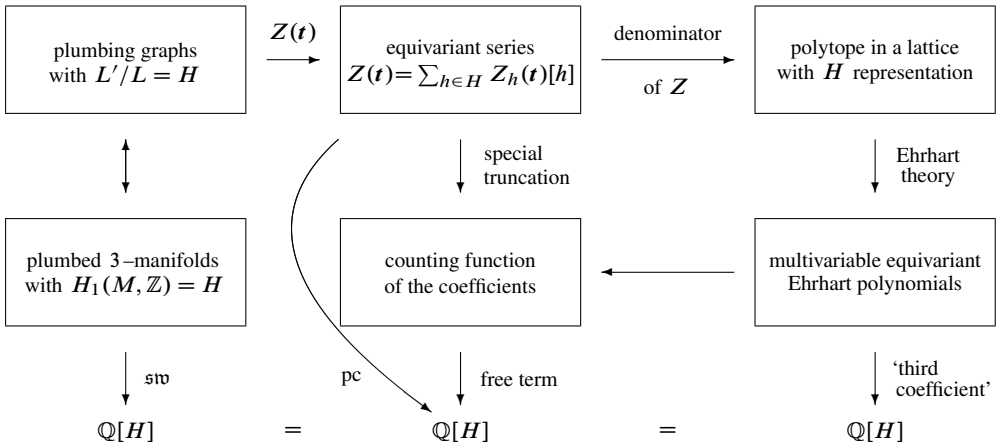 plumbing graphs
with L′/L = H
Z(t)
equivariant series
Z(t)=∑_{h∈H} Z_h(t)[h]
denominator
of Z
polytope in a lattice
with H representation
special
truncation
Ehrhart
theory
plumbed 3–manifolds
with H₁(M, ℤ) = H
counting function
of the coefficients
multivariable equivariant
Ehrhart polynomials
𝔰𝔴
pc
free term
‘third
coefficient’
ℚ[H] = ℚ[H] = ℚ[H]